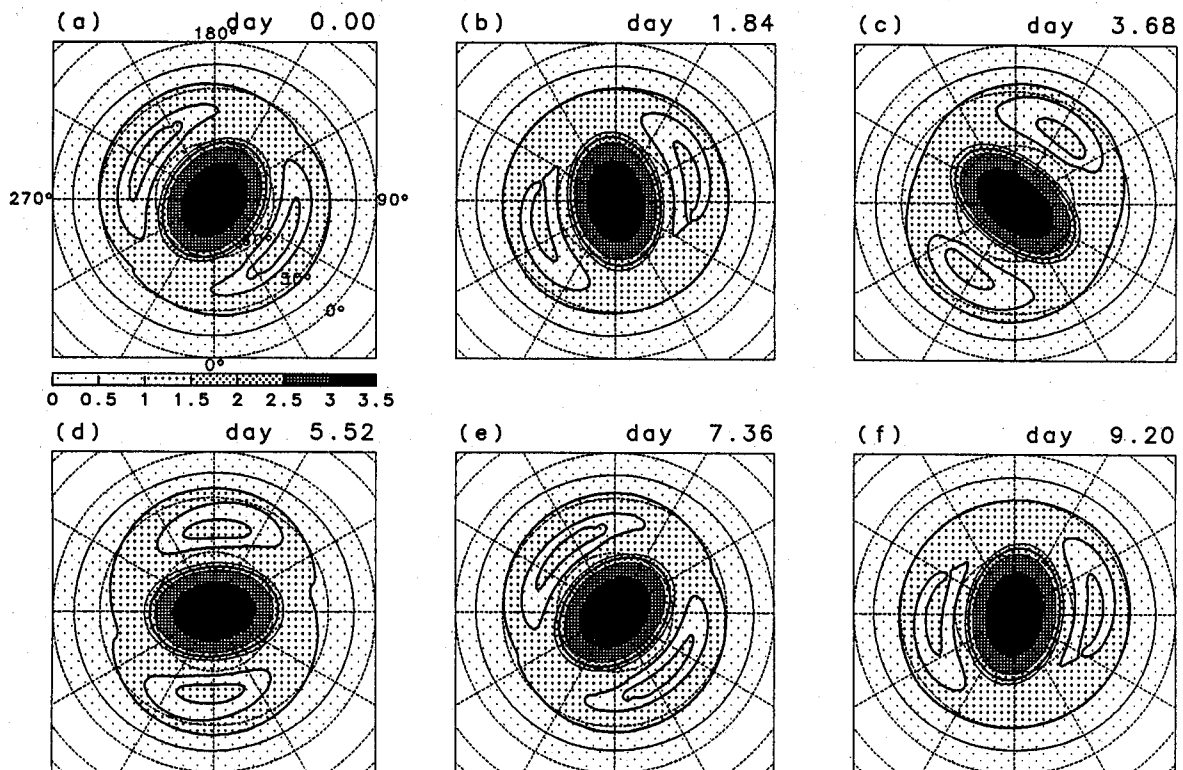 (a) day 0.00
180°
270°
90°
30°
0°
0°
0 0.5 1 1.5 2 2.5 3 3.5
(b) day 1.84
(c) day 3.68
(d) day 5.52
(e) day 7.36
(f) day 9.20